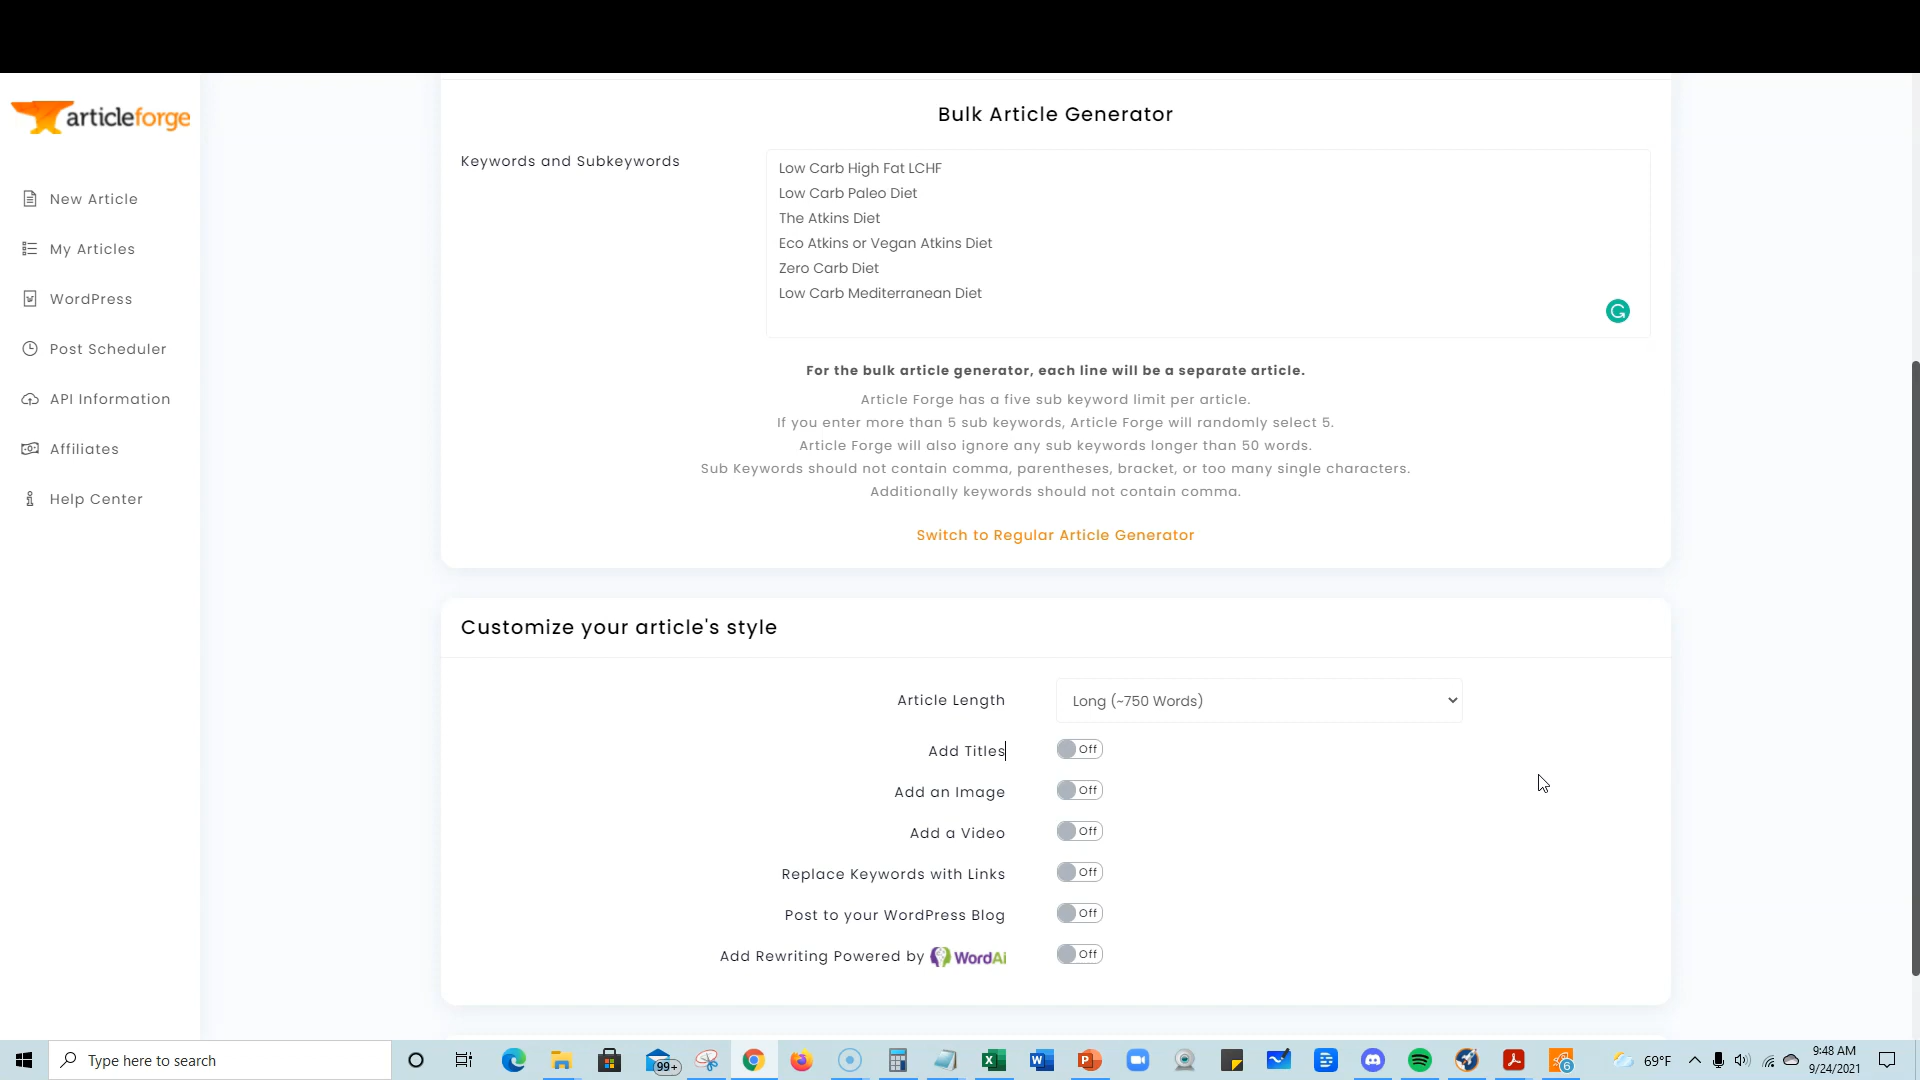 articleforge
New Article
My Articles
WordPress
Post Scheduler
API Information
Affiliates
Help Center
Bulk Article Generator
Keywords and Subkeywords
Low Carb High Fat LCHF
Low Carb Paleo Diet
The Atkins Diet
Eco Atkins or Vegan Atkins Diet
Zero Carb Diet
Low Carb Mediterranean Diet
For the bulk article generator, each line will be a separate article.
Article Forge has a five sub keyword limit per article.
If you enter more than 5 sub keywords, Article Forge will randomly select 5.
Article Forge will also ignore any sub keywords longer than 50 words.
Sub Keywords should not contain comma, parentheses, bracket, or too many single characters.
Additionally keywords should not contain comma.
Switch to Regular Article Generator
Customize your article's style
Article Length Long (~750 Words)
Add Titles Off
Add an Image Off
Add a Video Off
Replace Keywords with Links Off
Post to your WordPress Blog Off
Add Rewriting Powered by WordAi Off
Type here to search
99+
6
69°F
9:48 AM
9/24/2021